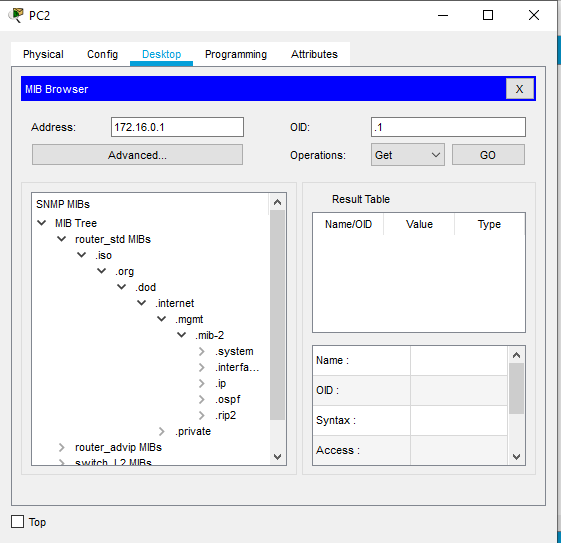 PC2
Physical Config Desktop Programming Attributes
MIB Browser X
Address: 172.16.0.1 OID: .1
Advanced... Operations: Get GO
SNMP MIBs
MIB Tree
router_std MIBs
.iso
.org
.dod
.internet
.mgmt
.mib-2
.system
.interfa...
.ip
.ospf
.rip2
.private
router_advip MIBs
switch_L2 MIBs
Result Table
Name/OID Value Type
Name :
OID :
Syntax :
Access :
Top